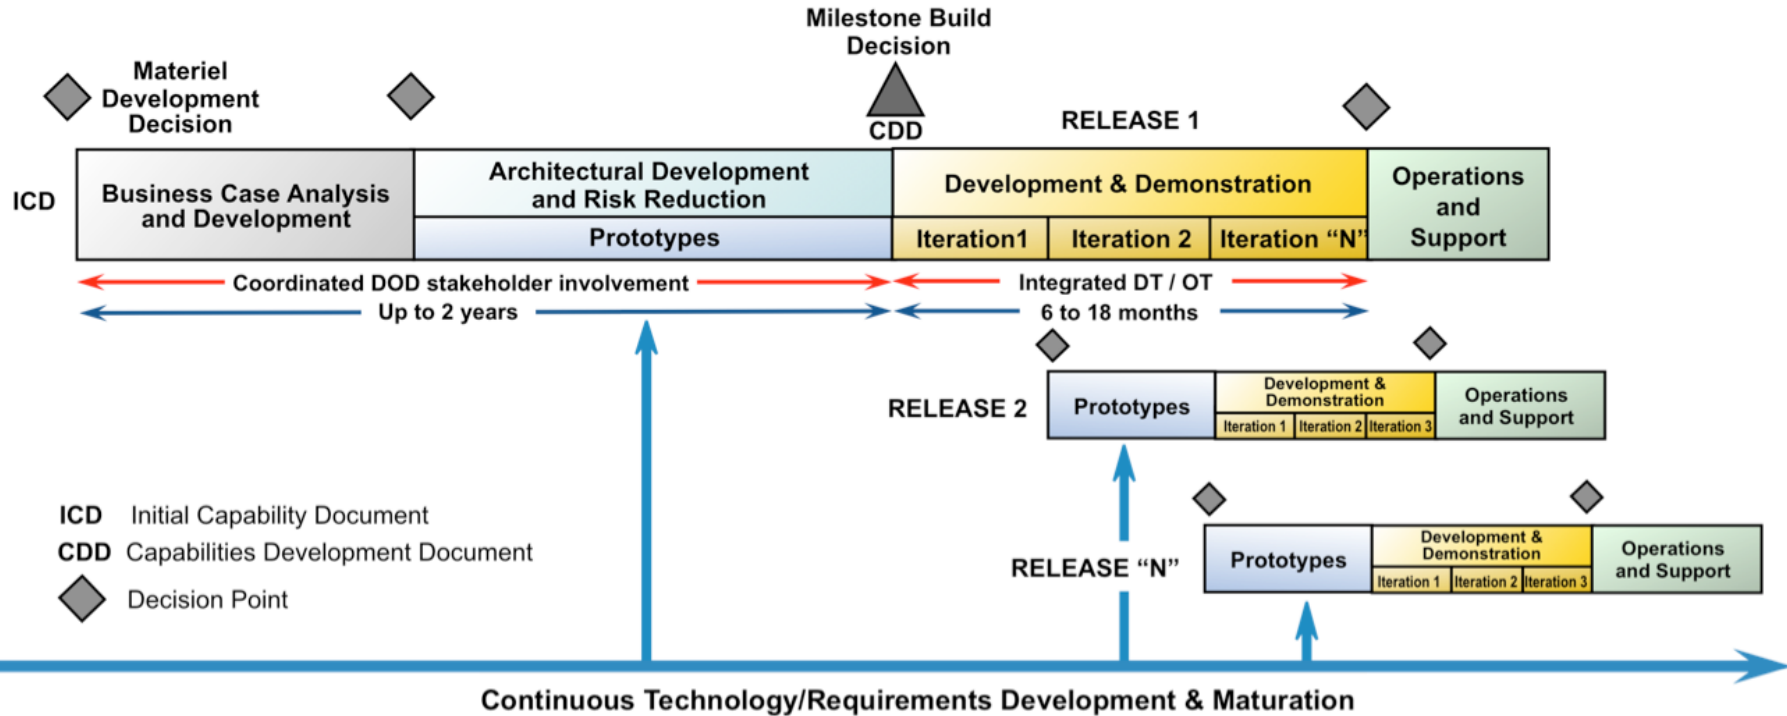 Milestone Build
Decision
Materiel
Development
Decision
CDD
RELEASE 1
ICD
Business Case Analysis
and Development
Architectural Development
and Risk Reduction
Prototypes
Development & Demonstration
Iteration1
Iteration 2
Iteration “N”
Operations
and
Support
Coordinated DOD stakeholder involvement
Integrated DT / OT
Up to 2 years
6 to 18 months
RELEASE 2
Prototypes
Development &
Demonstration
Iteration 1
Iteration 2
Iteration 3
Operations
and Support
RELEASE “N”
Prototypes
Development &
Demonstration
Iteration 1
Iteration 2
Iteration 3
Operations
and Support
ICD Initial Capability Document
CDD Capabilities Development Document
Decision Point
Continuous Technology/Requirements Development & Maturation